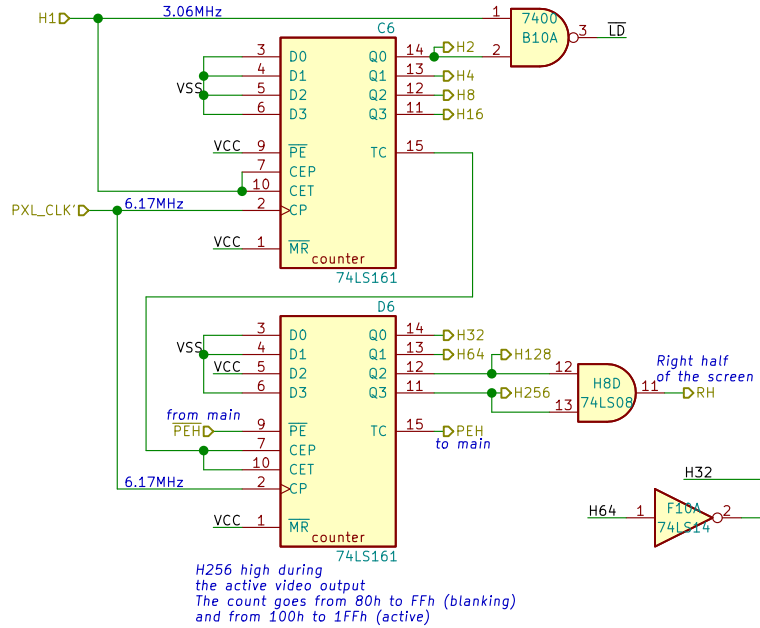 H1
3.06MHz
1
7400
B10A
2
3
LD
C6
3
D0
Q0
14
H2
4
D1
Q1
13
H4
VSS
5
D2
Q2
12
H8
6
D3
Q3
11
H16
VCC
9
PE
TC
15
7
CEP
10
CET
PXL_CLK'
6.17MHz
2
CP
VCC
1
MR
counter
74LS161
D6
3
D0
Q0
14
H32
VSS
4
D1
Q1
13
H64
H128
VCC
5
D2
Q2
12
12
H8D
74LS08
11
RH
Right half
of the screen
6
D3
Q3
11
H256
13
from main
PEH
9
PE
TC
15
PEH
to main
7
CEP
10
CET
6.17MHz
2
CP
VCC
1
MR
counter
74LS161
H32
H64
1
F10A
74LS14
2
H256 high during
the active video output
The count goes from 80h to FFh (blanking)
and from 100h to 1FFh (active)